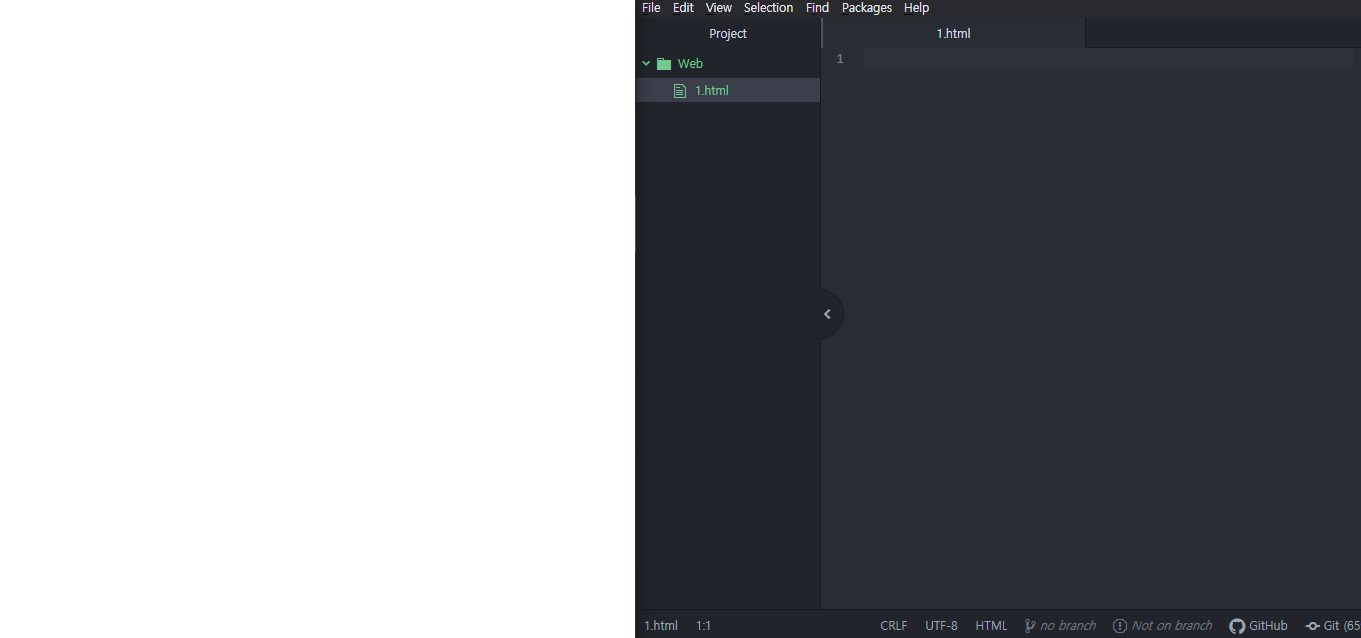 File Edit View Selection Find Packages Help
Project
1.html
Web
1.html
1
1.html 1:1 CRLF UTF-8 HTML no branch Not on branch GitHub Git (65